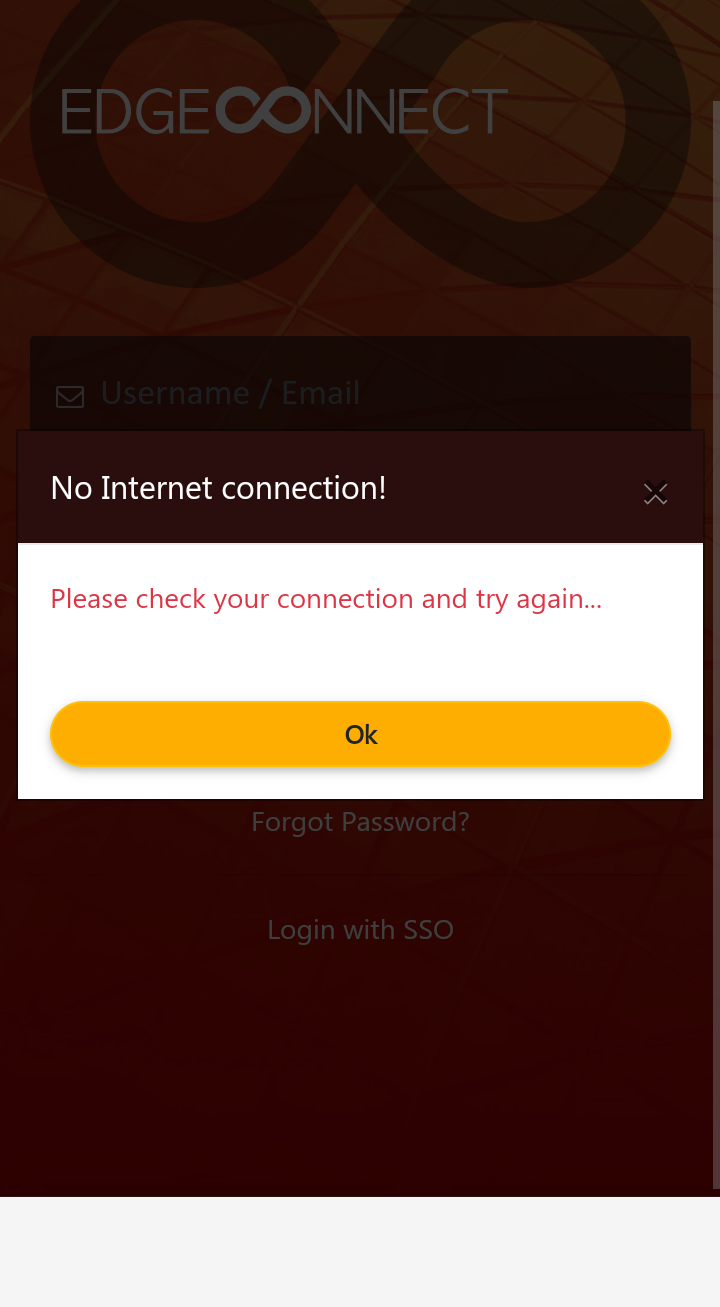 EDGECONNECT
Username / Email
No Internet connection!
Please check your connection and try again...
Ok
Forgot Password?
Login with SSO